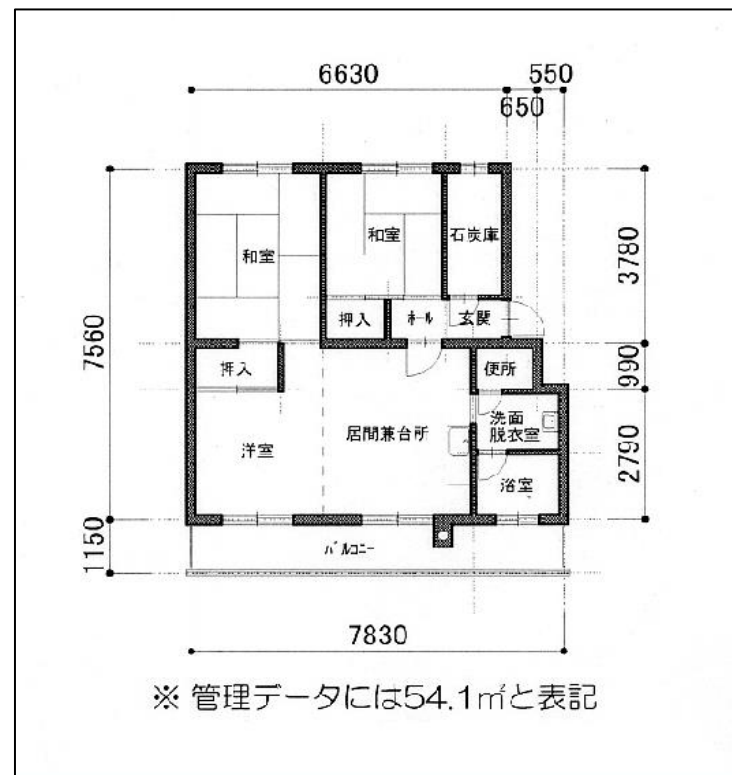 6630
550
650
和室
和室
石炭庫
3780
押入
ホール
玄関
7560
押入
便所
990
洋室
居間兼台所
洗面
脱衣室
浴室
2790
1150
バルコニー
7830
※ 管理データには54.1㎡と表記